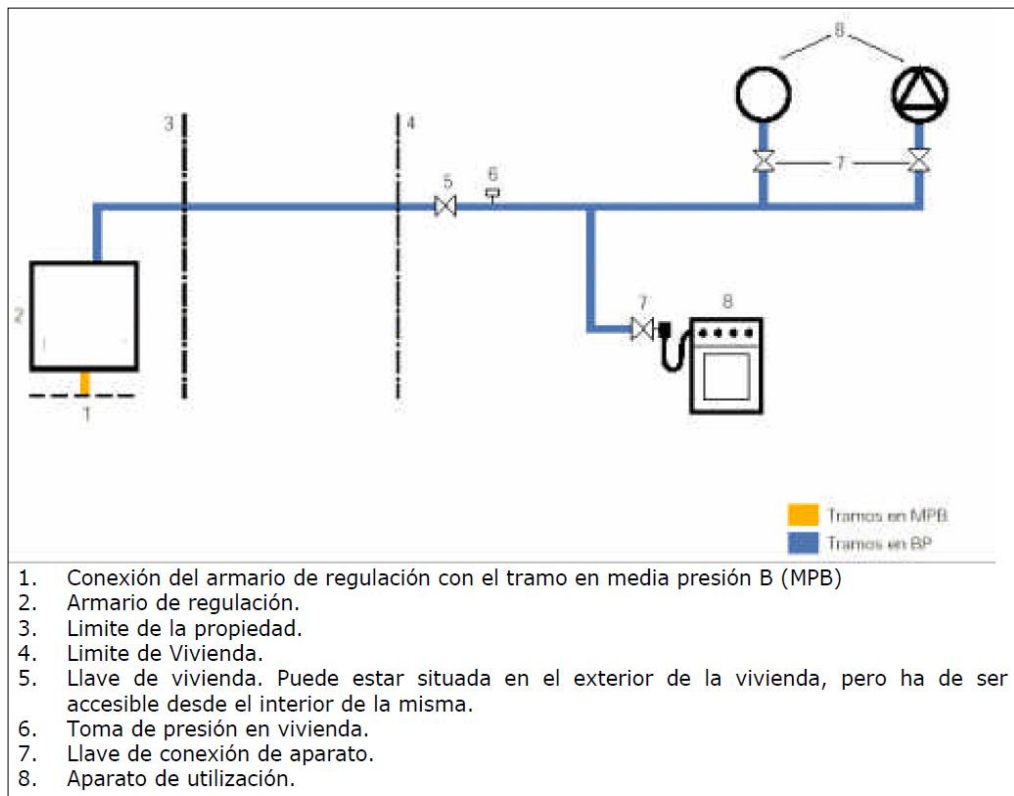 8
3
4
5
6
7
2
7
8
1
Tramos en MPB
Tramos en BP
1. Conexión del armario de regulación con el tramo en media presión B (MPB)
2. Armario de regulación.
3. Limite de la propiedad.
4. Limite de Vivienda.
5. Llave de vivienda. Puede estar situada en el exterior de la vivienda, pero ha de ser
accesible desde el interior de la misma.
6. Toma de presión en vivienda.
7. Llave de conexión de aparato.
8. Aparato de utilización.